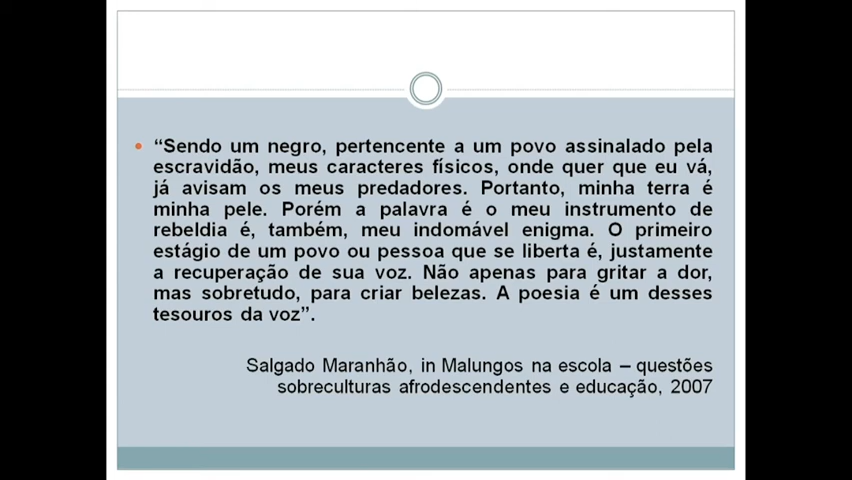 “Sendo um negro, pertencente a um povo assinalado pela
escravidão, meus caracteres físicos, onde quer que eu vá,
já avisam os meus predadores. Portanto, minha terra é
minha pele. Porém a palavra é o meu instrumento de
rebeldia é, também, meu indomável enigma. O primeiro
estágio de um povo ou pessoa que se liberta é, justamente
a recuperação de sua voz. Não apenas para gritar a dor,
mas sobretudo, para criar belezas. A poesia é um desses
tesouros da voz”.
Salgado Maranhão, in Malungos na escola – questões
sobreculturas afrodescendentes e educação, 2007